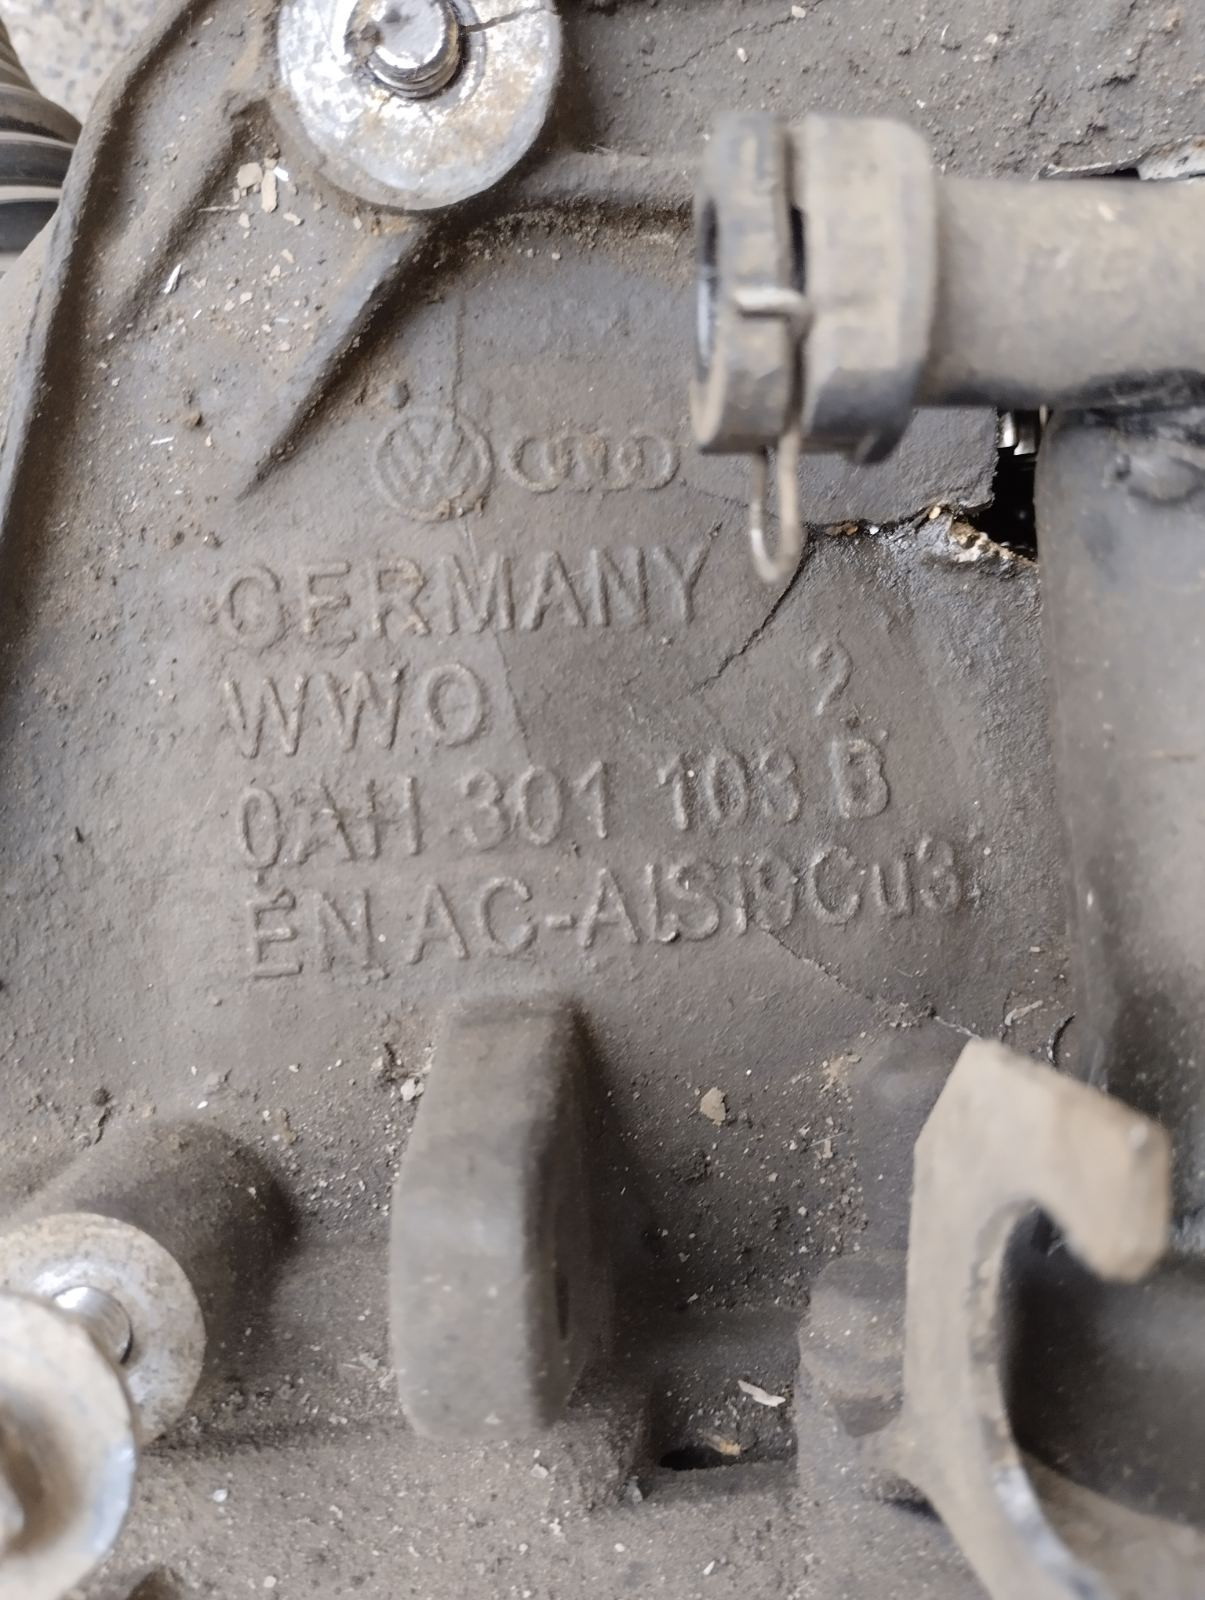 GERMANY
WWO 2
0AH 301 103 B
EN AC-AlSi9Cu3